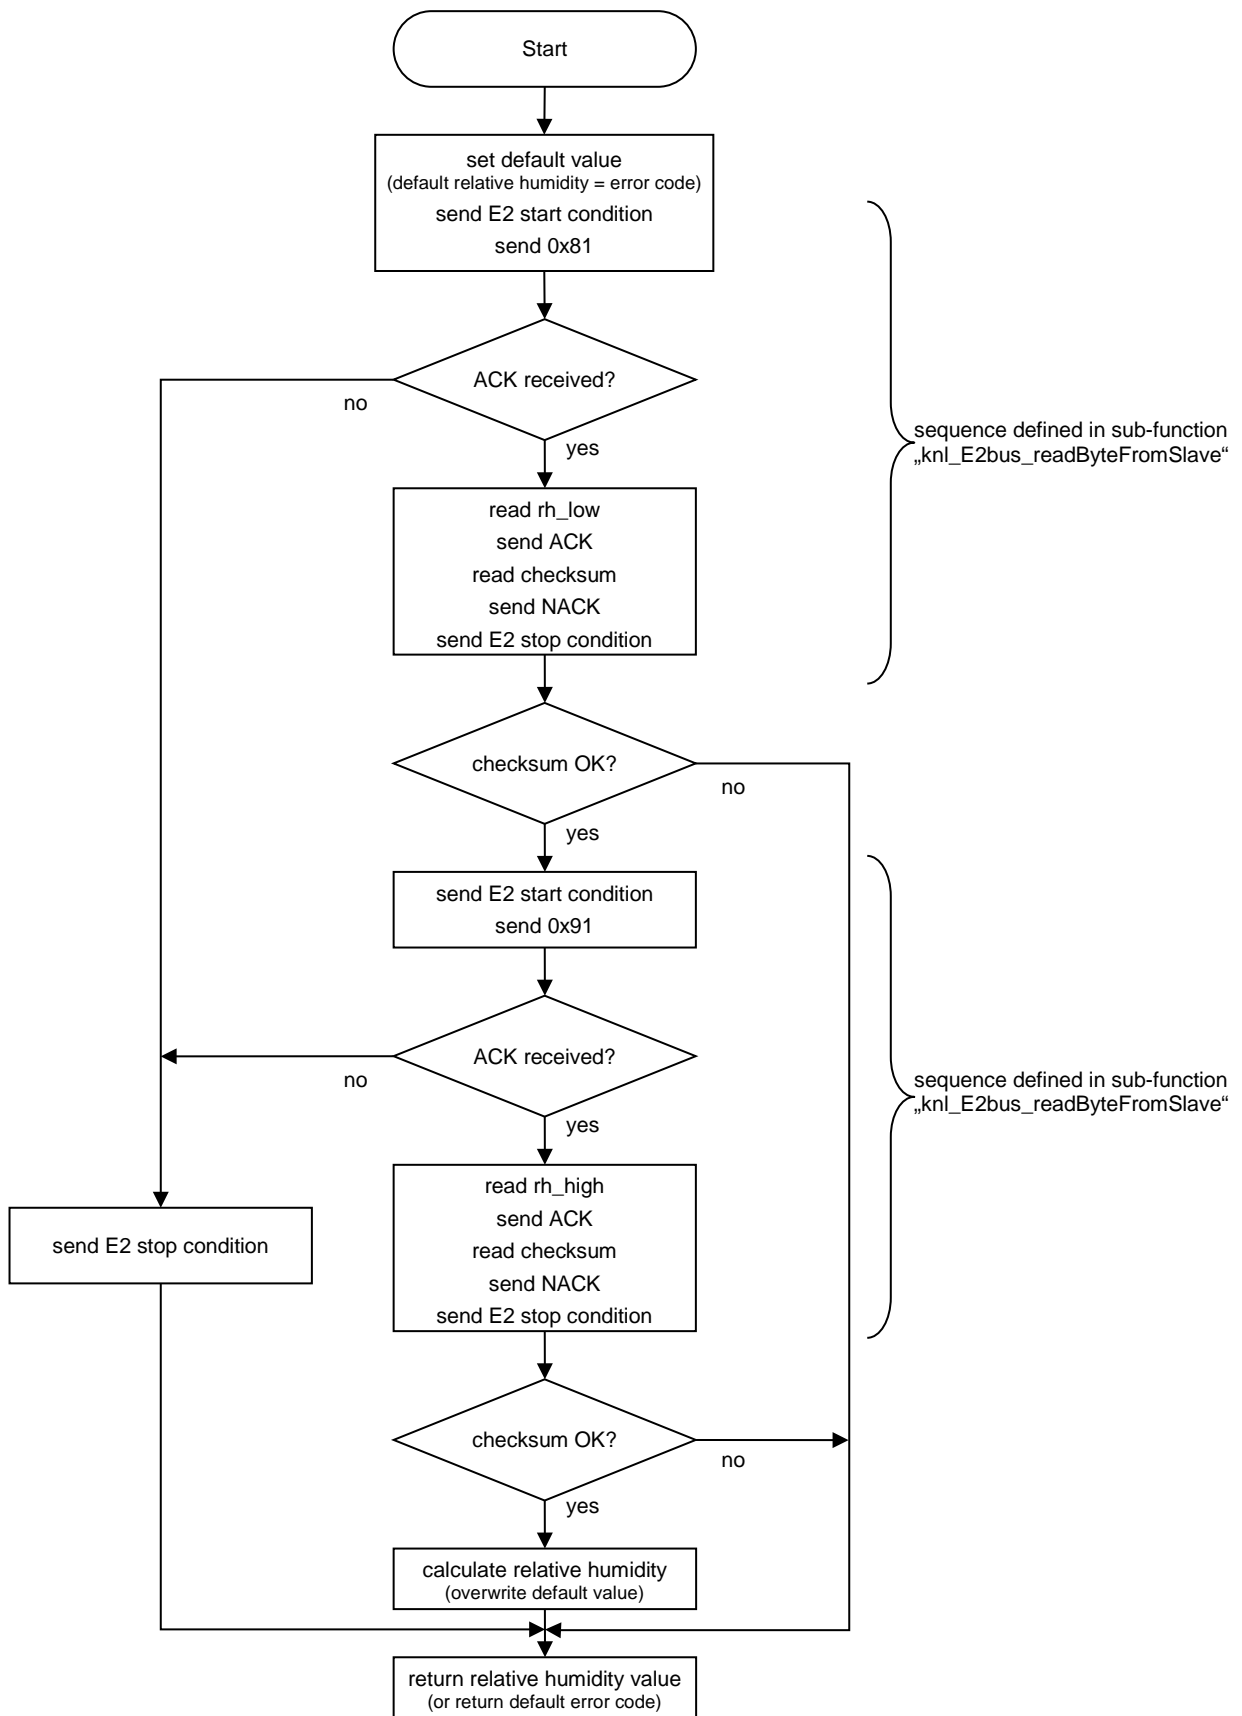 Start
set default value
(default relative humidity = error code)
send E2 start condition
send 0x81
ACK received?
no
yes
sequence defined in sub-function
„knl_E2bus_readByteFromSlave“
read rh_low
send ACK
read checksum
send NACK
send E2 stop condition
checksum OK?
no
yes
send E2 start condition
send 0x91
ACK received?
no
yes
sequence defined in sub-function
„knl_E2bus_readByteFromSlave“
read rh_high
send ACK
read checksum
send NACK
send E2 stop condition
send E2 stop condition
checksum OK?
no
yes
calculate relative humidity
(overwrite default value)
return relative humidity value
(or return default error code)